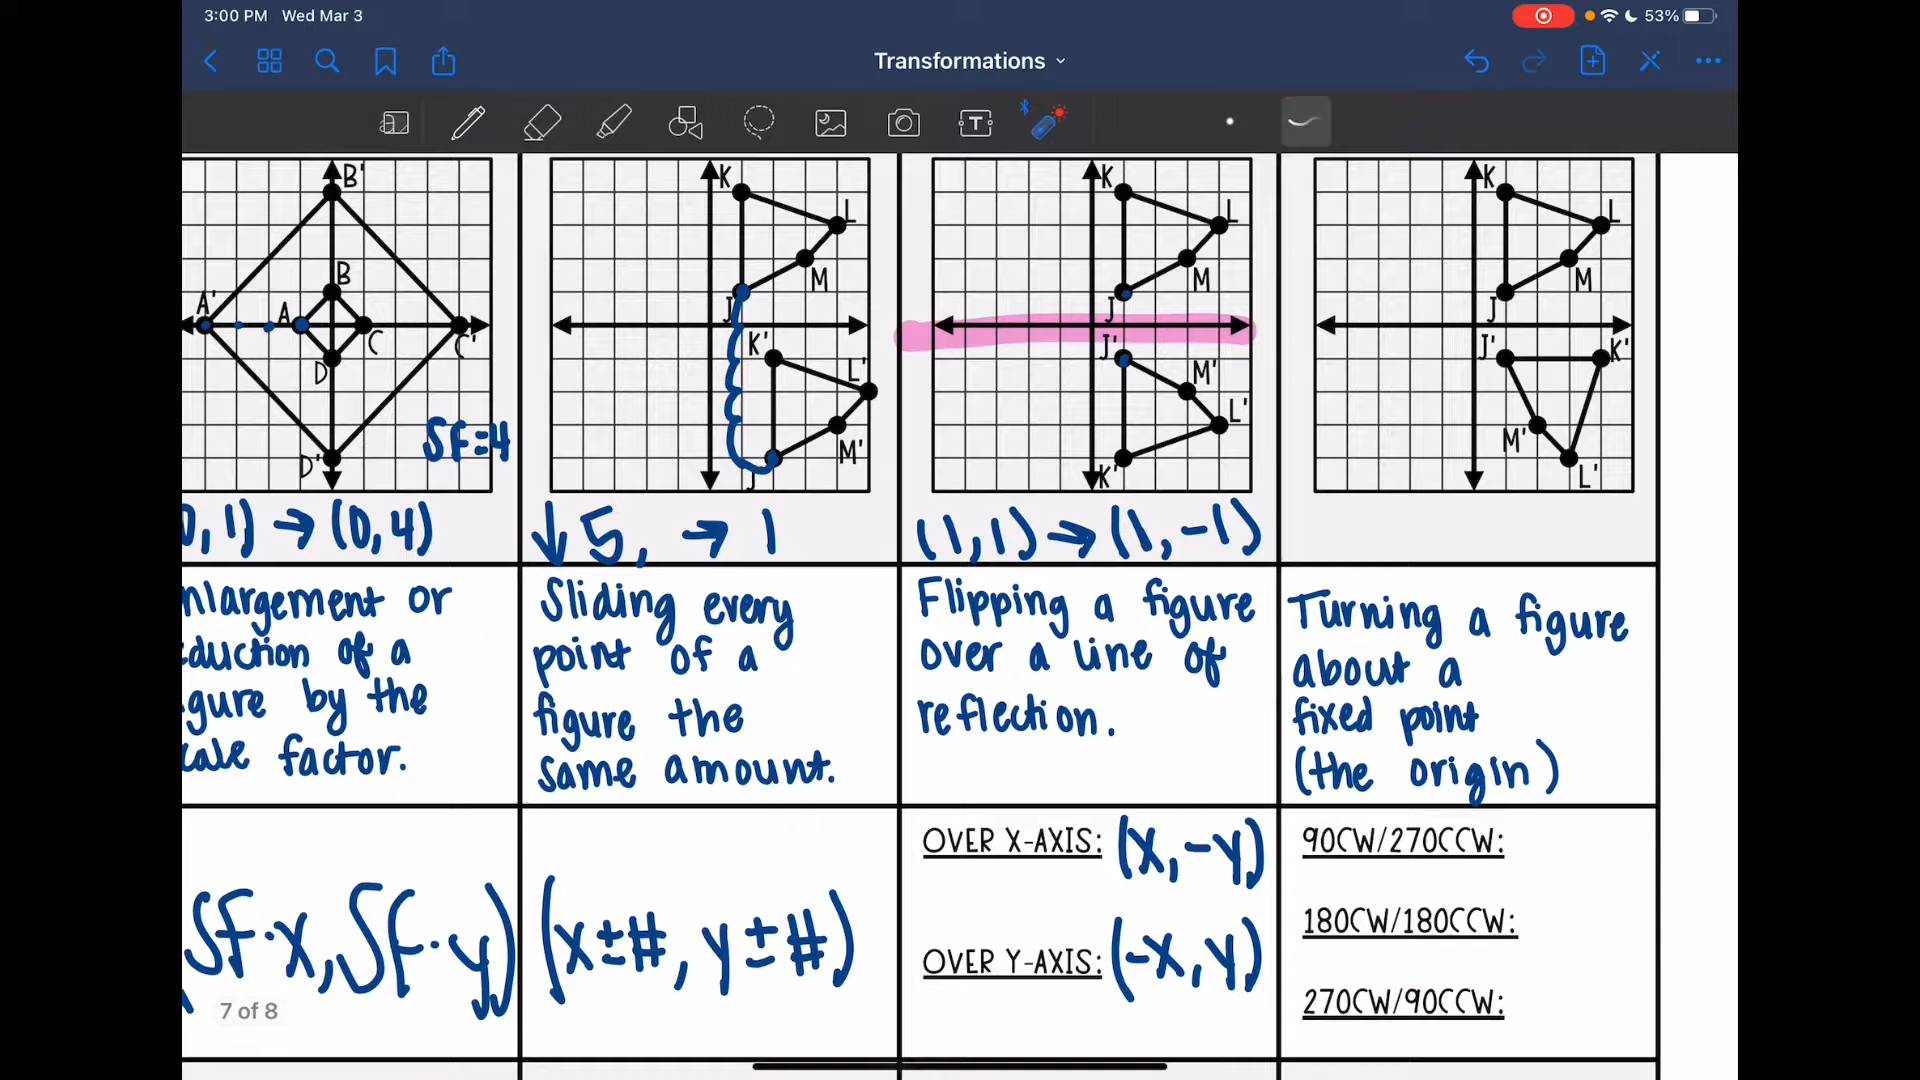 3:00 PM Wed Mar 3
53%
Transformations
T
B'
B
A'
A
C
C'
D
D'
SF=4
0, 1) → (0, 4)
K
L
M
J
K'
L'
M'
J
↓5, → 1
K
L
M
J
J'
M'
L'
K'
(1,1) → (1, -1)
K
L
M
J
J'
K'
M'
L'
nlargement or
duction of a
gure by the
cale factor.
Sliding every
point of a
figure the
same amount.
Flipping a figure
over a line of
reflection.
Turning a figure
about a
fixed point
(the origin)
SF·x, SF·y)
(x±#, y±#)
OVER X-AXIS: (x, -y)
OVER Y-AXIS: (-x, y)
90CW/270CCW:
180CW/180CCW:
270CW/90CCW:
7 of 8